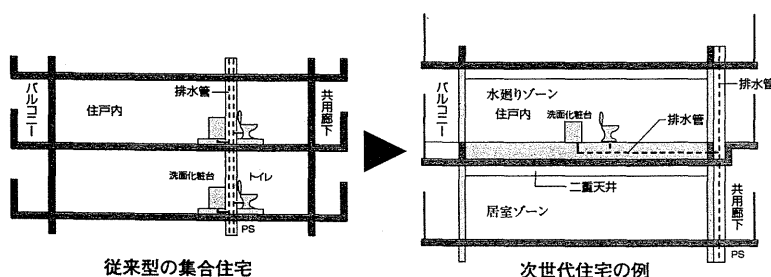 バルコニー
住戸内
排水管
共用廊下
洗面化粧台
トイレ
PS
従来型の集合住宅
バルコニー
水廻りゾーン
住戸内
洗面化粧台
排水管
排水管
二重天井
居室ゾーン
共用廊下
PS
次世代住宅の例